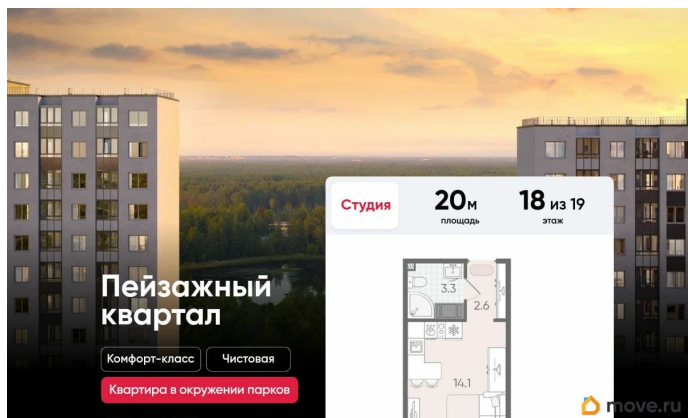 Студия
20м
площадь
18 из 19
этаж
3.3
2.6
14.1
Пейзажный
квартал
Комфорт-класс
Чистовая
Квартира в окружении парков
move.ru